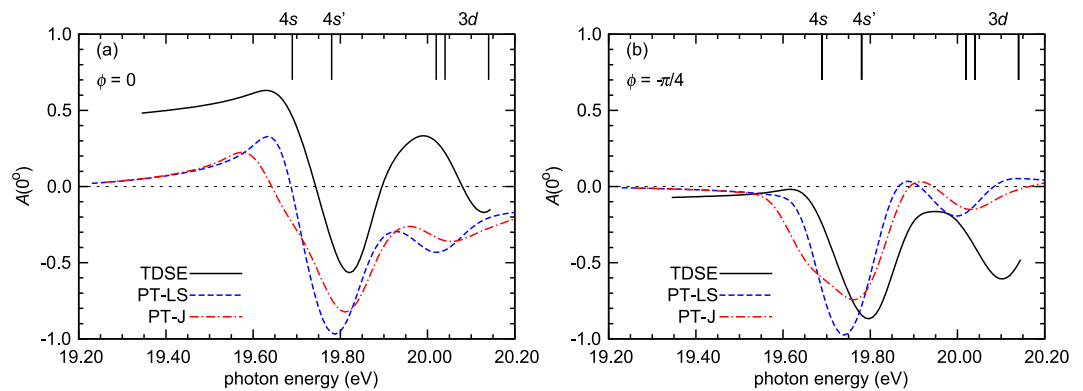 4s 4s' 3d
(a)
ϕ = 0
A(0°)
1.0
0.5
0.0
-0.5
-1.0
TDSE
PT-LS
PT-J
19.20 19.40 19.60 19.80 20.00 20.20
photon energy (eV)
4s 4s' 3d
(b)
ϕ = -π/4
A(0°)
1.0
0.5
0.0
-0.5
-1.0
TDSE
PT-LS
PT-J
19.20 19.40 19.60 19.80 20.00 20.20
photon energy (eV)